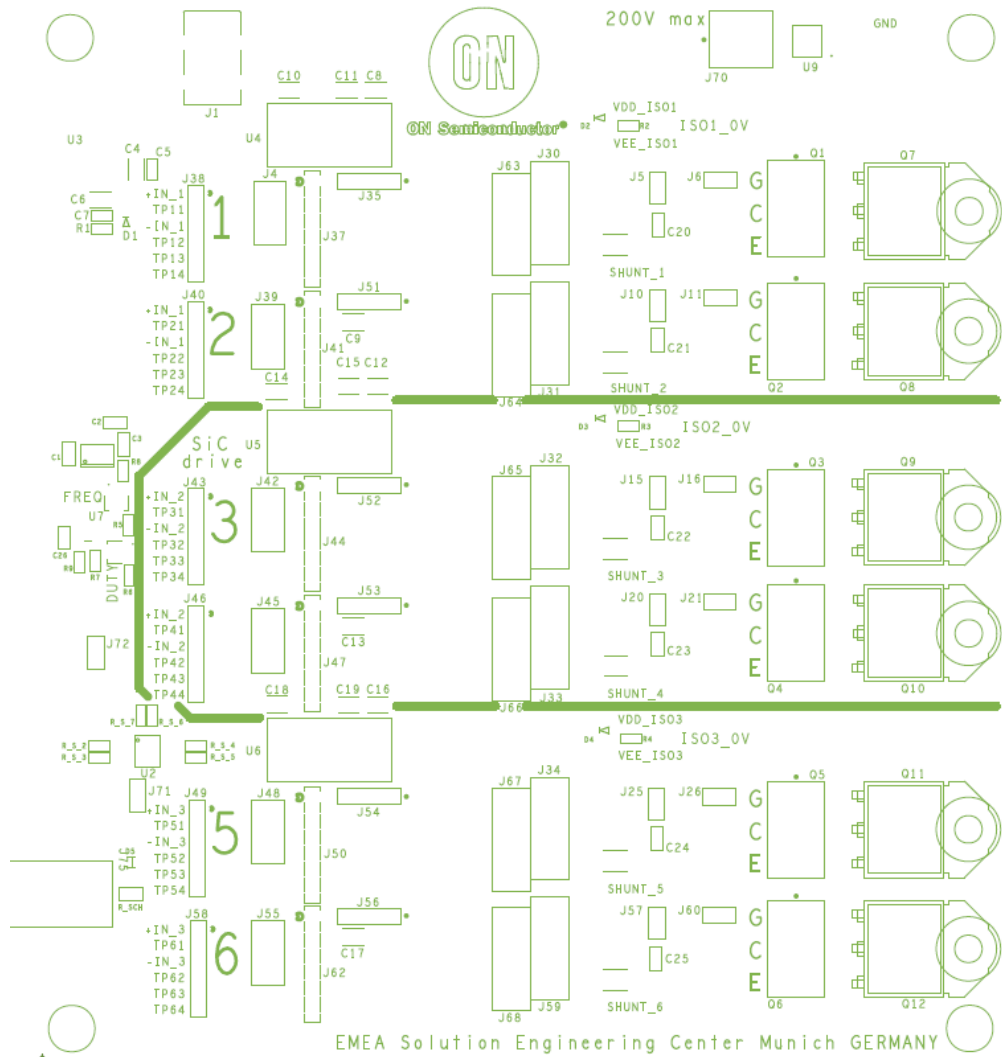 200V max
GND
ON
J70
U9
J1
C10
C11 C8
ON Semiconductor
VDD_ISO1
D2
R2
ISO1_0V
VEE_ISO1
U3
C4
C5
U4
J38
J4
J35
J63
J30
J5
J6
Q1
Q7
+IN_1
TP11
-IN_1
TP12
TP13
TP14
C6
C7
R1
D1
1
J37
C20
G
C
E
SHUNT_1
J40
J39
J51
J10
J11
+IN_1
TP21
-IN_1
TP22
TP23
TP24
2
J41
C9
C15 C12
C14
C21
G
C
E
SHUNT_2
J64
J31
Q2
Q8
VDD_ISO2
D3
R3
ISO2_0V
VEE_ISO2
C2
C3
C1
R8
SiC
drive
U5
FREQ
U7
J43
J42
J52
J65
J32
J15
J16
Q3
Q9
+IN_2
TP31
-IN_2
TP32
TP33
TP34
3
R5
R9
R7
DUTY
J44
C22
G
C
E
SHUNT_3
J46
J45
J53
J20
J21
+IN_2
TP41
-IN_2
TP42
TP43
TP44
J72
J47
C13
C23
G
C
E
SHUNT_4
J66
J33
Q4
Q10
C18
C19 C16
R_S_7
R_S_6
VDD_ISO3
D4
R4
ISO3_0V
VEE_ISO3
R_S_2
R_S_3
R_S_4
R_S_5
U2
U6
J71
J49
J48
J54
J67
J34
J25
J26
Q5
Q11
+IN_3
TP51
-IN_3
TP52
TP53
TP54
5
J75
D5
R_SCH
J50
C24
G
C
E
SHUNT_5
J58
J55
J56
J57
J60
+IN_3
TP61
-IN_3
TP62
TP63
TP64
6
J62
C17
C25
G
C
E
SHUNT_6
J68
J59
Q6
Q12
EMEA Solution Engineering Center Munich GERMANY